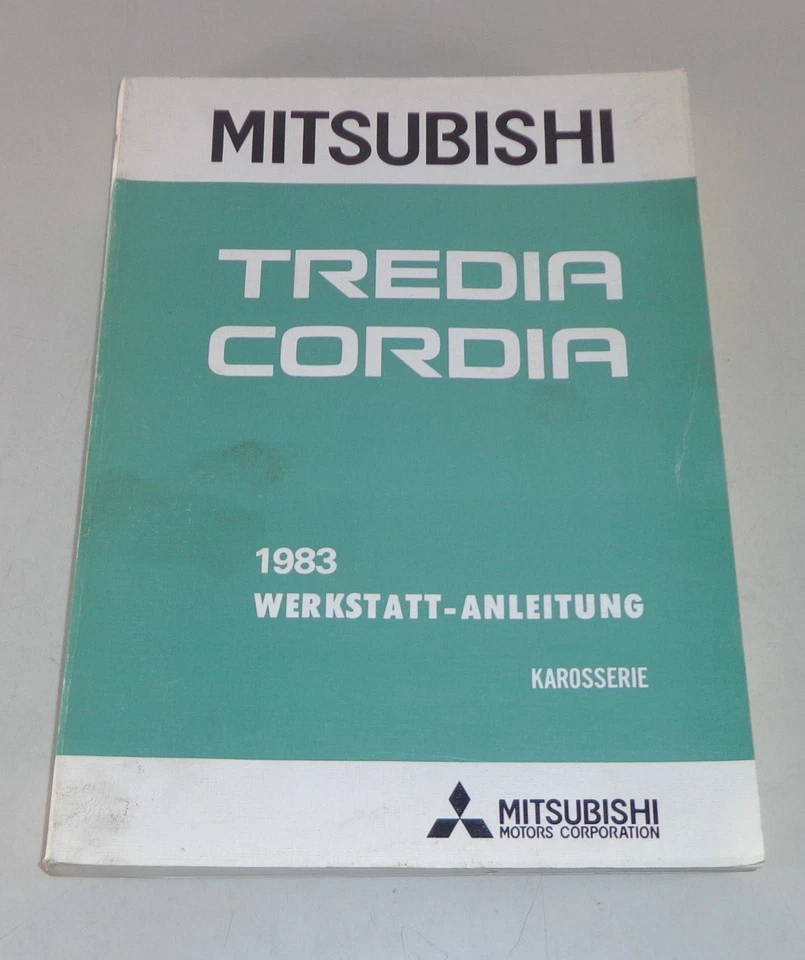 MITSUBISHI
TREDIA
CORDIA
1983
WERKSTATT-ANLEITUNG
KAROSSERIE
MITSUBISHI
MOTORS CORPORATION